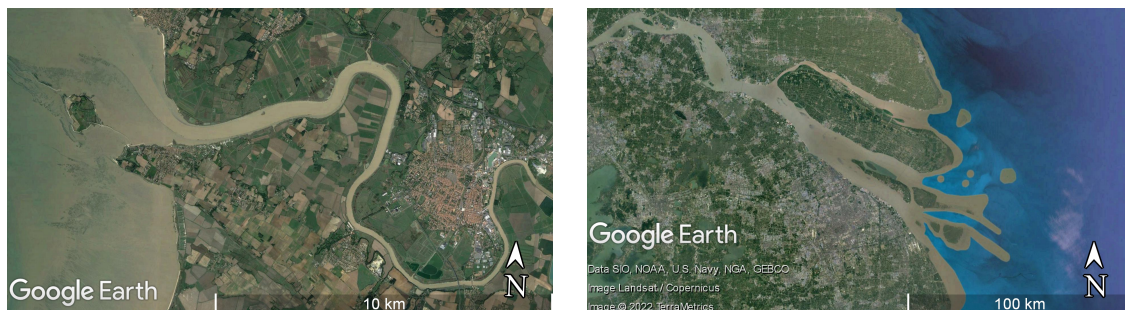 Google Earth
N
10 km
Google Earth
Data SIO, NOAA, U.S. Navy, NGA, GEBCO
Image Landsat / Copernicus
Image © 2022 TerraMetrics
N
100 km